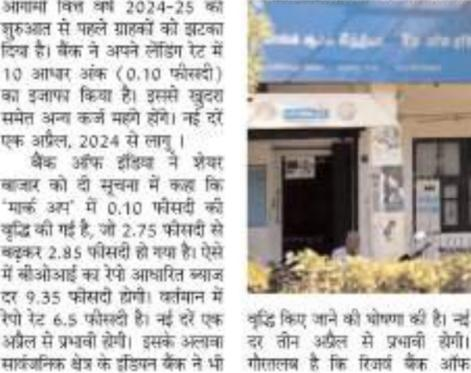 आगामी वित्त वर्ष 2024-25 की
शुरुआत से पहले ग्राहकों को झटका
दिया है। बैंक ने अपने लेंडिंग रेट में
10 आधार अंक (0.10 फीसदी)
का इजाफा किया है। इससे खुदरा
समेत अन्य कर्ज महंगे होंगे। नई दरें
एक अप्रैल, 2024 से लागू।
बैंक ऑफ इंडिया ने शेयर
बाजार को दी सूचना में कहा कि
'मार्क अप' में 0.10 फीसदी की
वृद्धि की गई है, जो 2.75 फीसदी से
बढ़कर 2.85 फीसदी हो गया है। ऐसे
में बीओआई का रेपो आधारित ब्याज
दर 9.35 फीसदी होगी। वर्तमान में
रेपो रेट 6.5 फीसदी है। नई दरें एक
अप्रैल से प्रभावी होगी। इसके अलावा
सार्वजनिक क्षेत्र के इंडियन बैंक ने भी
वृद्धि किए जाने की घोषणा की है। नई
दर तीन अप्रैल से प्रभावी होगी।
गौरतलब है कि रिजर्व बैंक ऑफ